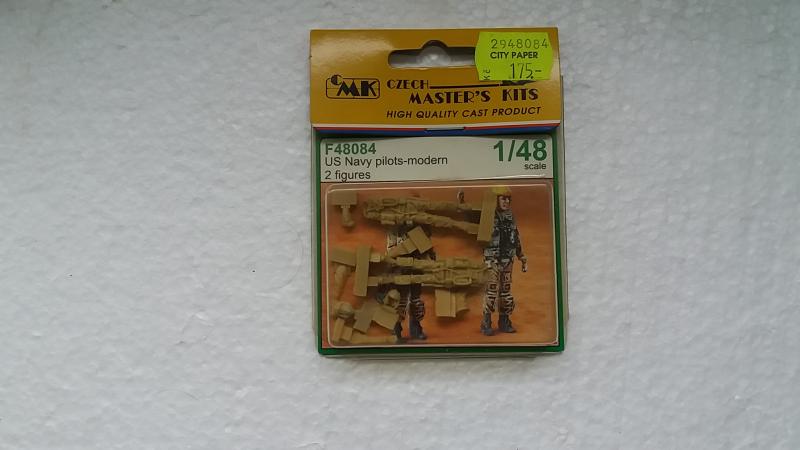 2948084
CITY PAPER
Kč 175,-
CMK
CZECH
MASTER'S KITS
HIGH QUALITY CAST PRODUCT
F48084
US Navy pilots-modern
2 figures
1/48
scale